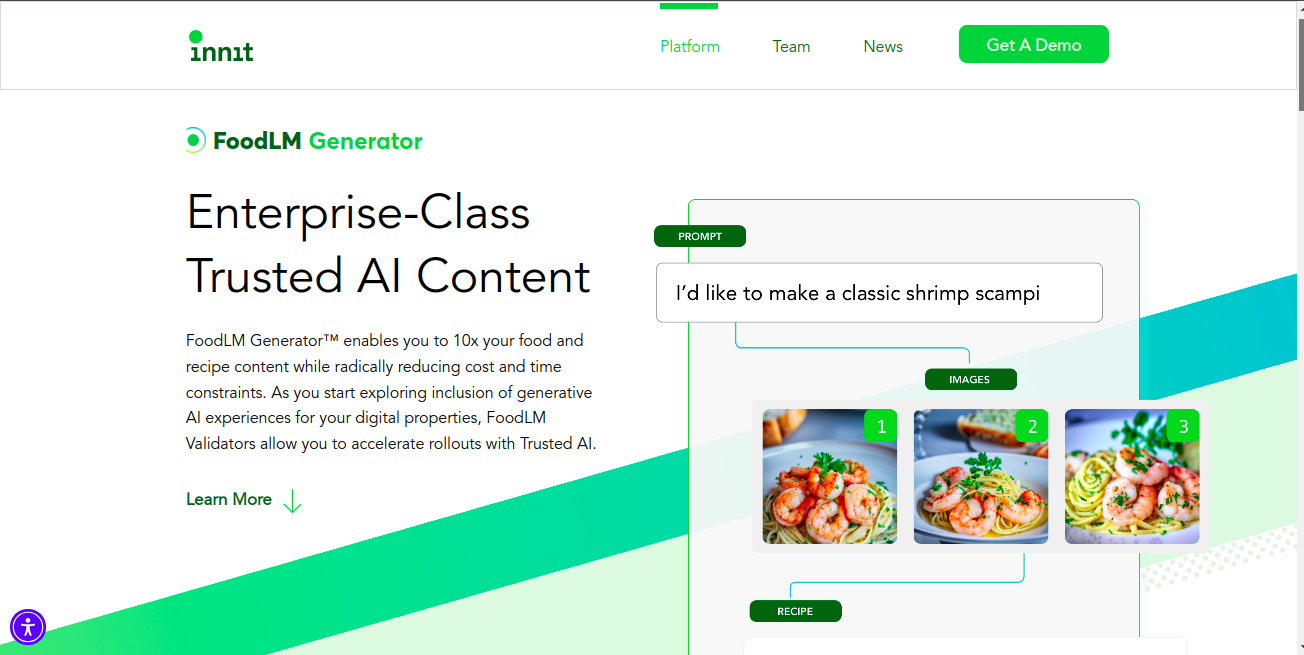 innit
Platform
Team
News
Get A Demo
FoodLM Generator
Enterprise-Class
Trusted AI Content
FoodLM Generator™ enables you to 10x your food and
recipe content while radically reducing cost and time
constraints. As you start exploring inclusion of generative
AI experiences for your digital properties, FoodLM
Validators allow you to accelerate rollouts with Trusted AI.
Learn More
PROMPT
I’d like to make a classic shrimp scampi
IMAGES
1
2
3
RECIPE